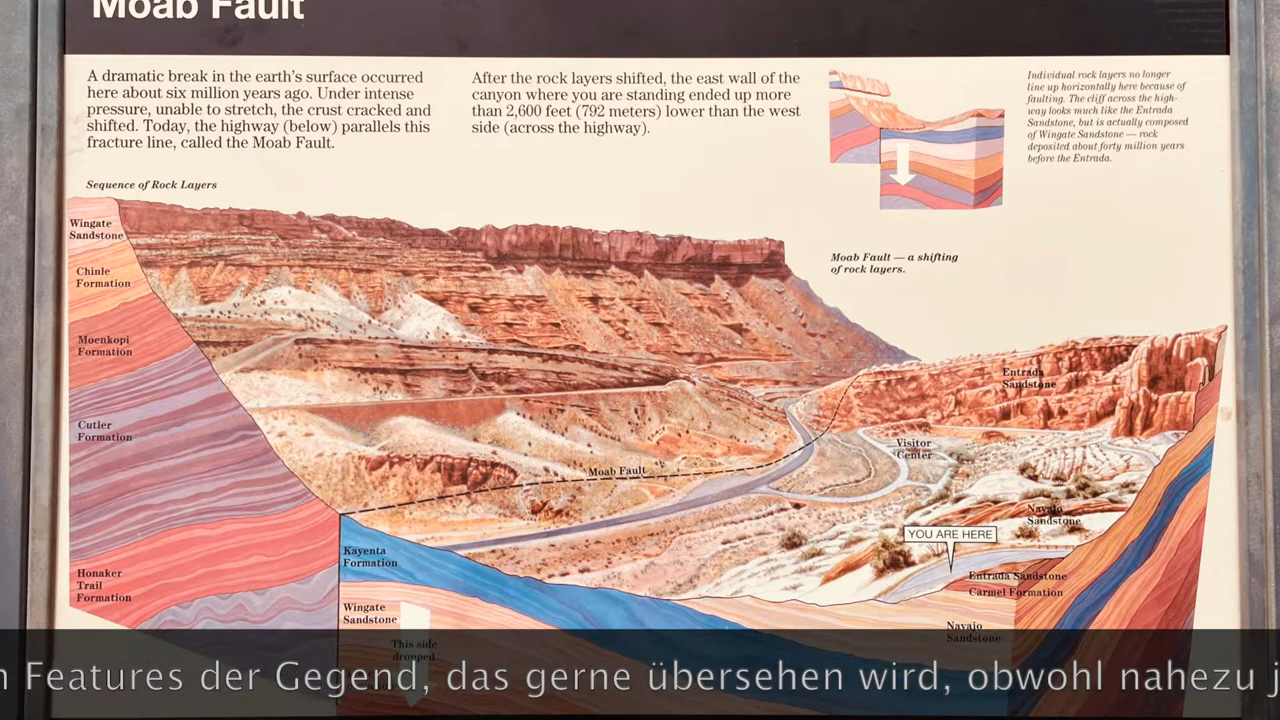 Moab Fault
A dramatic break in the earth's surface occurred
here about six million years ago. Under intense
pressure, unable to stretch, the crust cracked and
shifted. Today, the highway (below) parallels this
fracture line, called the Moab Fault.
After the rock layers shifted, the east wall of the
canyon where you are standing ended up more
than 2,600 feet (792 meters) lower than the west
side (across the highway).
Individual rock layers no longer
line up horizontally here because of
faulting. The cliff across the high-
way looks much like the Entrada
Sandstone, but is actually composed
of Wingate Sandstone — rock
deposited about forty million years
before the Entrada.
Sequence of Rock Layers
Moab Fault — a shifting
of rock layers.
Wingate
Sandstone
Chinle
Formation
Moenkopi
Formation
Cutler
Formation
Honaker
Trail
Formation
Entrada
Sandstone
Visitor
Center
Moab Fault
Navajo
Sandstone
YOU ARE HERE
Kayenta
Formation
Entrada Sandstone
Carmel Formation
Wingate
Sandstone
Navajo
Sandstone
This side
dropped
Features der Gegend, das gerne übersehen wird, obwohl nahezu